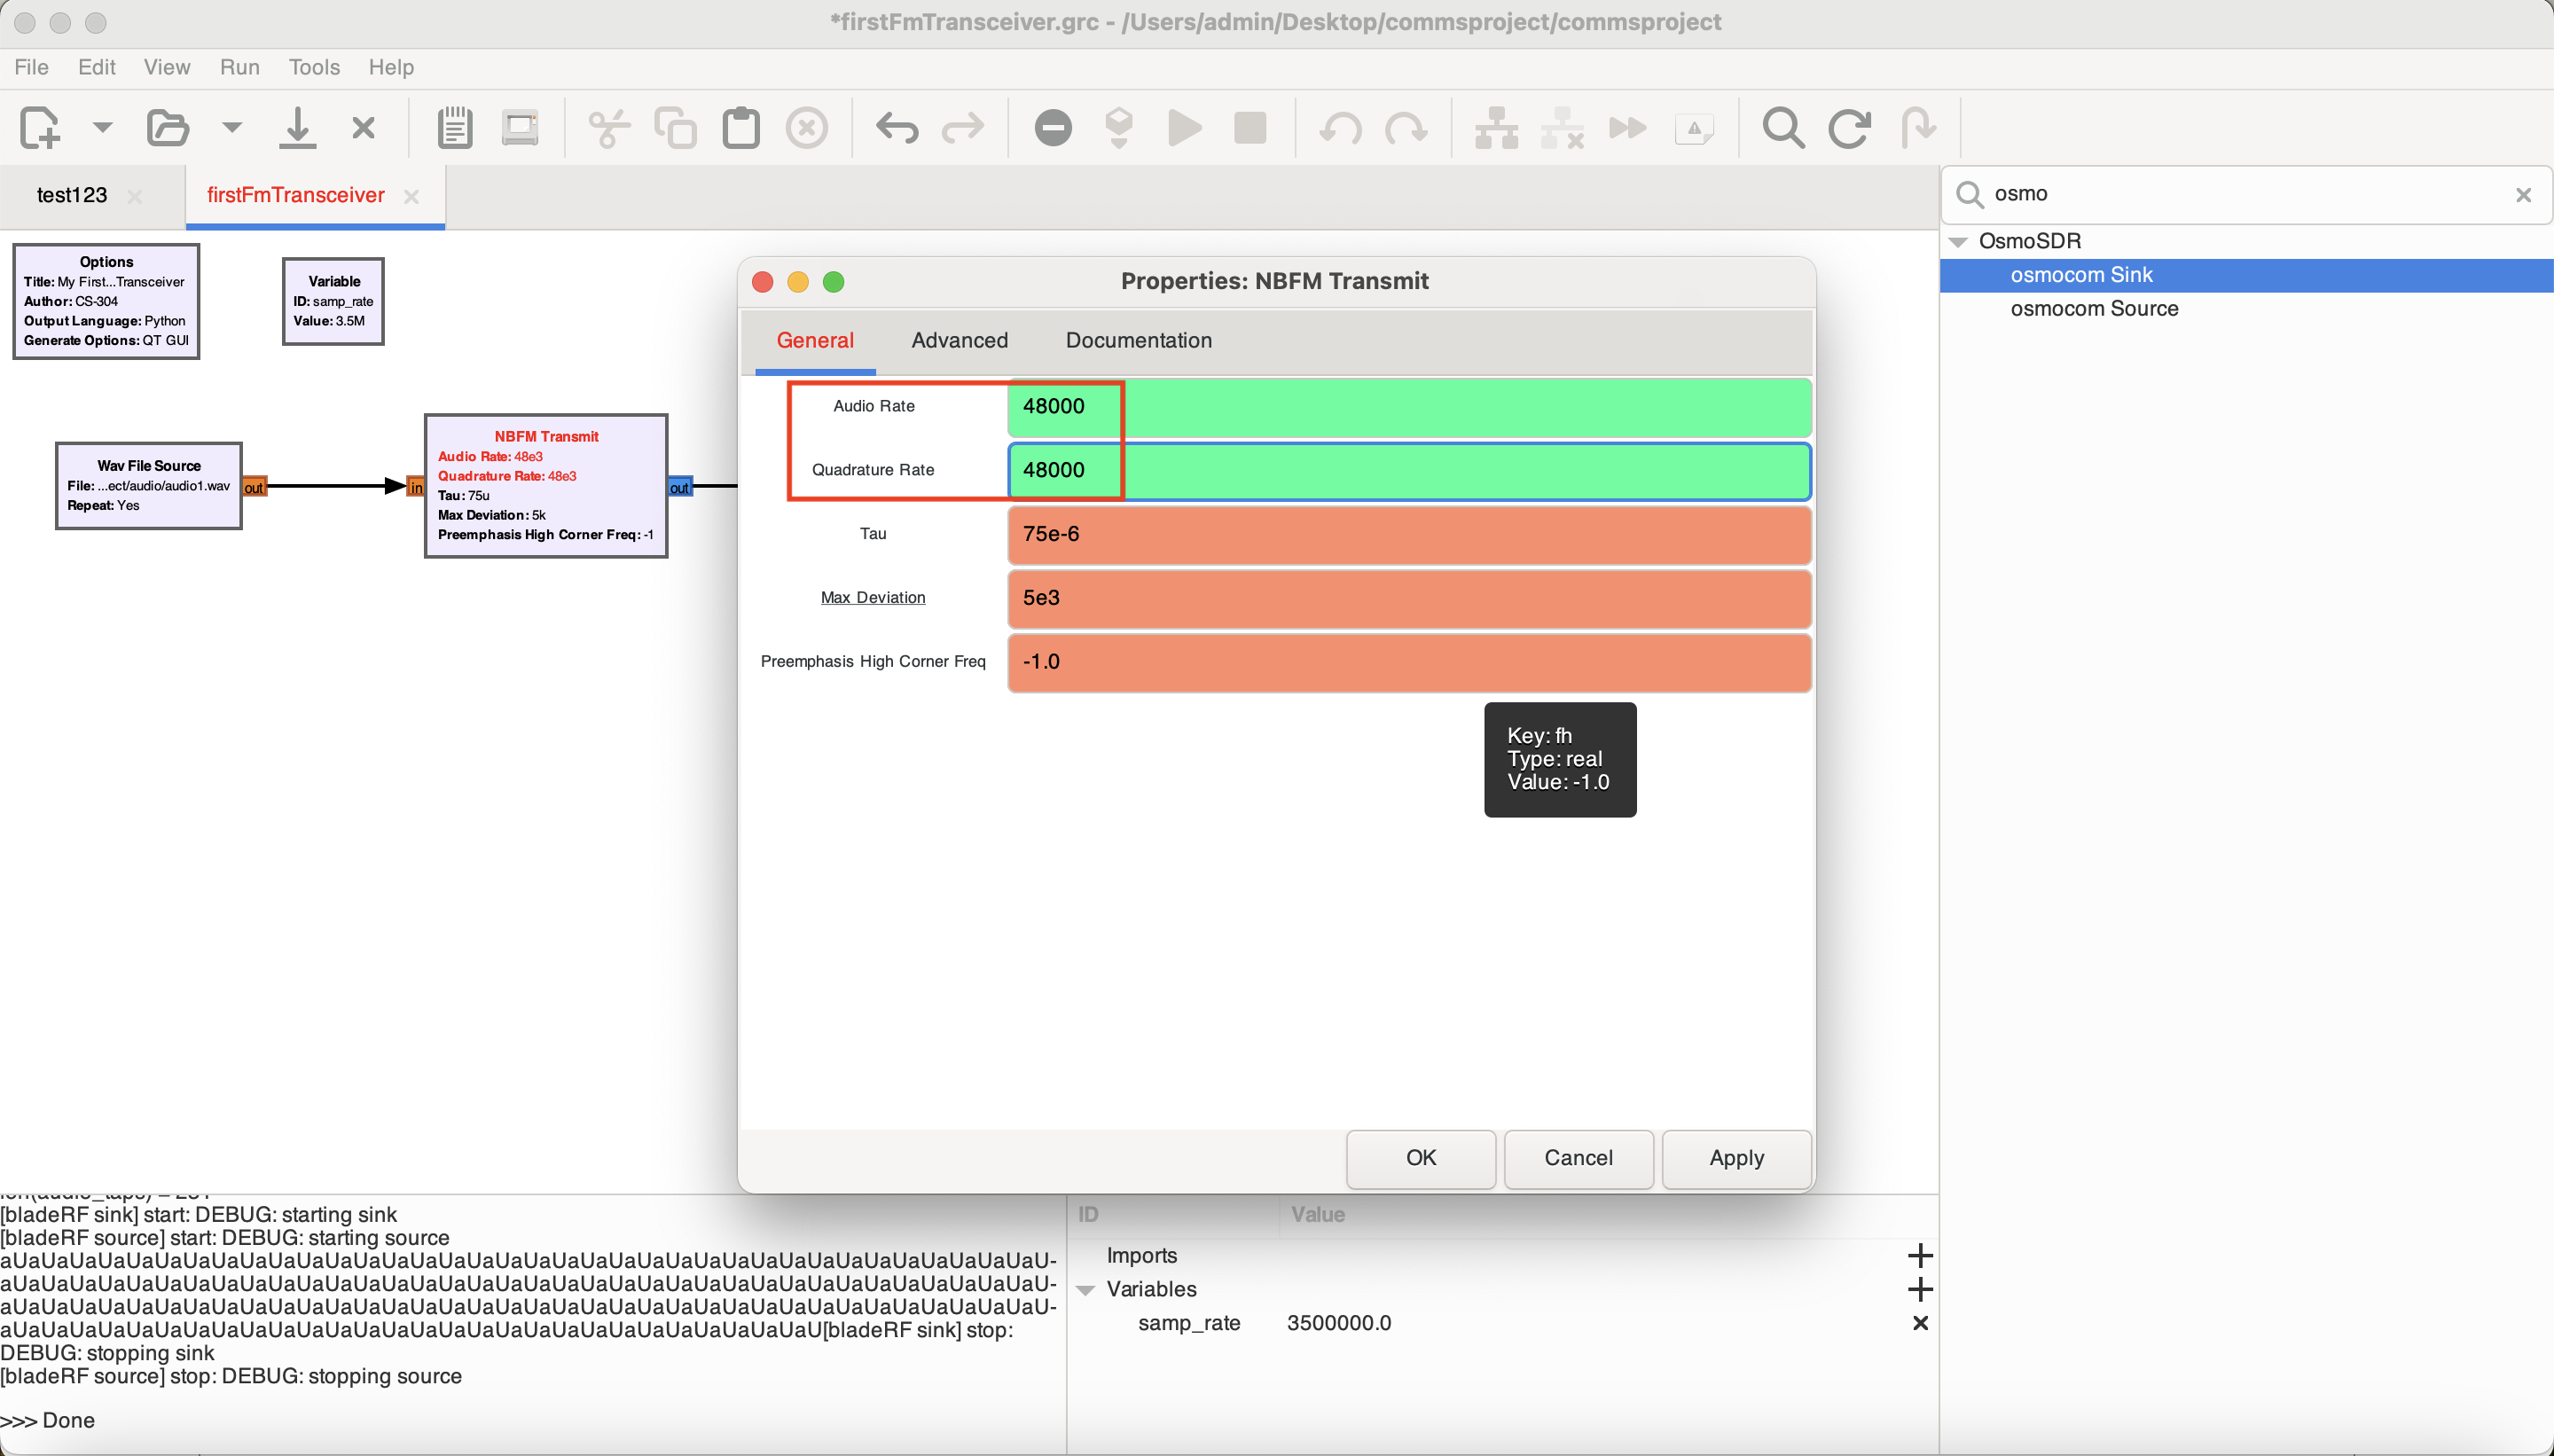 *firstFmTransceiver.grc - /Users/admin/Desktop/commsproject/commsproject
File Edit View Run Tools Help
test123
firstFmTransceiver
osmo
OsmoSDR
osmocom Sink
osmocom Source
Options
Title: My First...Transceiver
Author: CS-304
Output Language: Python
Generate Options: QT GUI
Variable
ID: samp_rate
Value: 3.5M
Wav File Source
File: ...ect/audio/audio1.wav
Repeat: Yes
out
in
NBFM Transmit
Audio Rate: 48e3
Quadrature Rate: 48e3
Tau: 75u
Max Deviation: 5k
Preemphasis High Corner Freq: -1
out
Properties: NBFM Transmit
General Advanced Documentation
Audio Rate 48000
Quadrature Rate 48000
Tau 75e-6
Max Deviation 5e3
Preemphasis High Corner Freq -1.0
Key: fh
Type: real
Value: -1.0
OK Cancel Apply
[bladeRF sink] start: DEBUG: starting sink
[bladeRF source] start: DEBUG: starting source
aUaUaUaUaUaUaUaUaUaUaUaUaUaUaUaUaUaUaUaUaUaUaUaUaUaUaUaUaUaUaUaUaUaUaUaUaU-
aUaUaUaUaUaUaUaUaUaUaUaUaUaUaUaUaUaUaUaUaUaUaUaUaUaUaUaUaUaUaUaUaUaUaUaUaU-
aUaUaUaUaUaUaUaUaUaUaUaUaUaUaUaUaUaUaUaUaUaUaUaUaUaUaUaUaUaUaUaUaUaUaUaUaU-
aUaUaUaUaUaUaUaUaUaUaUaUaUaUaUaUaUaUaUaUaUaUaUaUaUaUaUaUaU[bladeRF sink] stop:
DEBUG: stopping sink
[bladeRF source] stop: DEBUG: stopping source
>>> Done
ID Value
Imports
Variables
samp_rate 3500000.0